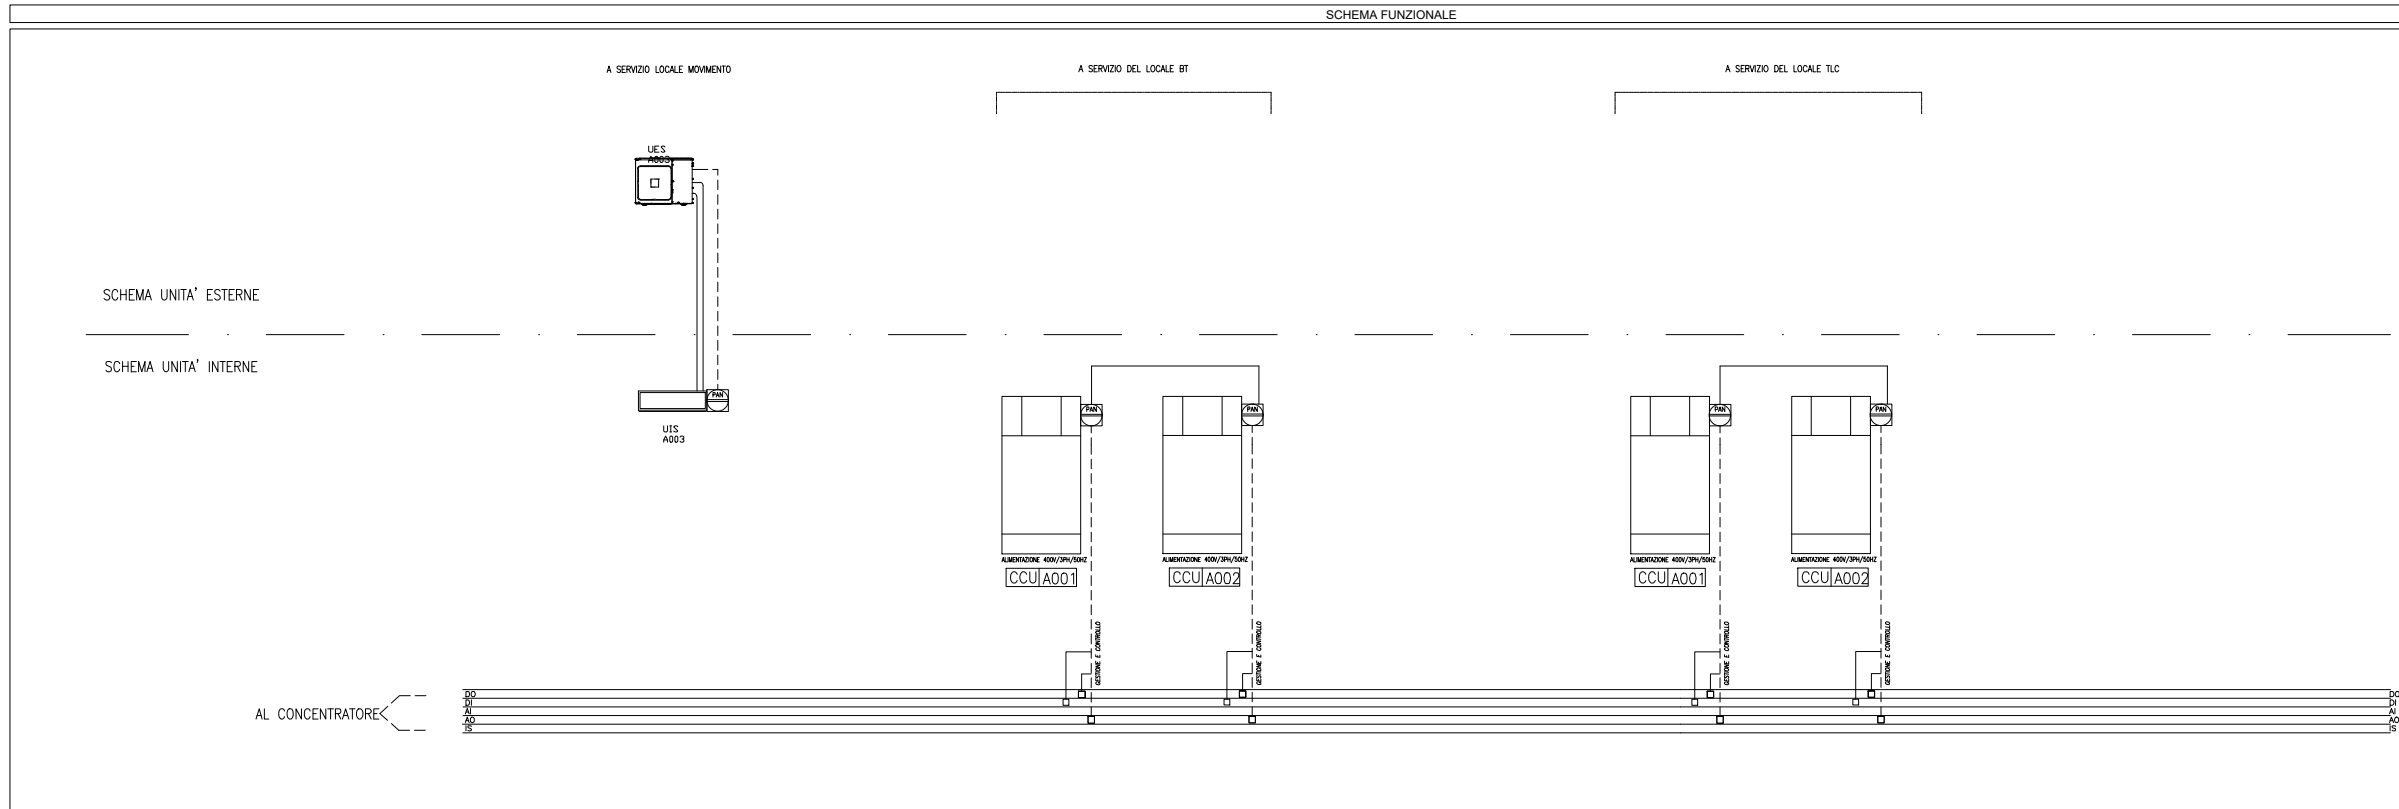 SCHEMA FUNZIONALE
A SERVIZIO LOCALE MOVIMENTO
A SERVIZIO DEL LOCALE BT
A SERVIZIO DEL LOCALE TLC
UES
A003
SCHEMA UNITA' ESTERNE
SCHEMA UNITA' INTERNE
PAN
UIS
A003
PAN
PAN
PAN
PAN
ALIMENTAZIONE 400V/3PH/50HZ
ALIMENTAZIONE 400V/3PH/50HZ
ALIMENTAZIONE 400V/3PH/50HZ
ALIMENTAZIONE 400V/3PH/50HZ
CCU A001
CCU A002
CCU A001
CCU A002
GESTIONE E CONTROLLO
GESTIONE E CONTROLLO
GESTIONE E CONTROLLO
GESTIONE E CONTROLLO
AL CONCENTRATORE
DO
DI
AI
AO
IS
DO
DI
AI
AO
IS